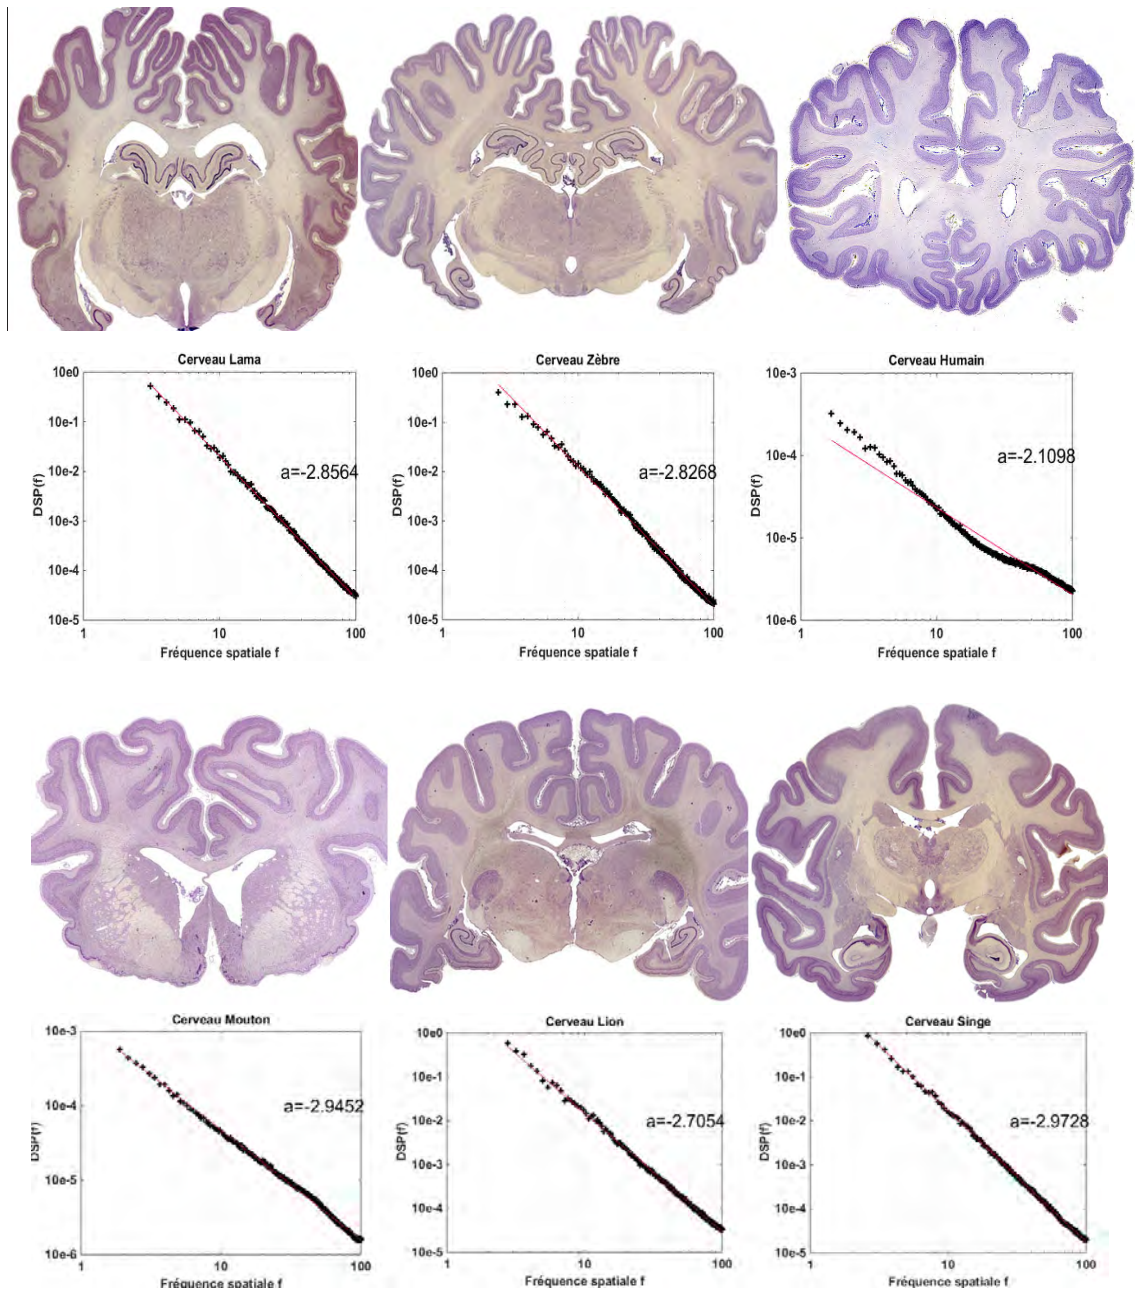 Cerveau Lama
10e0
10e-1
10e-2
10e-3
10e-4
10e-5
DSP(f)
a=-2.8564
1 10 100
Fréquence spatiale f
Cerveau Zèbre
10e0
10e-1
10e-2
10e-3
10e-4
10e-5
DSP(f)
a=-2.8268
1 10 100
Fréquence spatiale f
Cerveau Humain
10e-3
10e-4
10e-5
10e-6
DSP(f)
a=-2.1098
1 10 100
Fréquence spatiale f
Cerveau Mouton
10e-3
10e-4
10e-5
10e-6
DSP(f)
a=-2.9452
1 10 100
Fréquence spatiale f
Cerveau Lion
10e0
10e-1
10e-2
10e-3
10e-4
10e-5
DSP(f)
a=-2.7054
1 10 100
Fréquence spatiale f
Cerveau Singe
10e0
10e-1
10e-2
10e-3
10e-4
10e-5
DSP(f)
a=-2.9728
1 10 100
Fréquence spatiale f